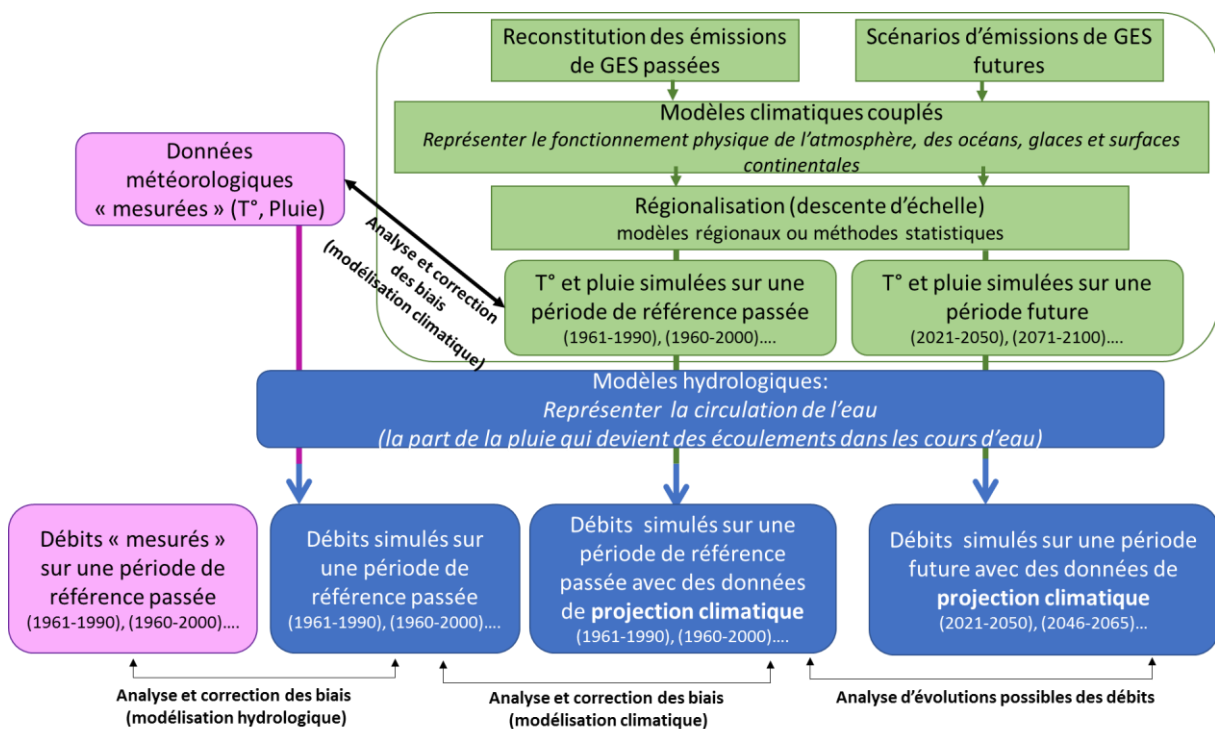 Reconstitution des émissions
de GES passées
Scénarios d’émissions de GES
futures
Modèles climatiques couplés
Représenter le fonctionnement physique de l’atmosphère, des océans, glaces et surfaces
continentales
Données
météorologiques
« mesurées » (T°, Pluie)
Analyse et correction
des biais
(modélisation climatique)
Régionalisation (descente d’échelle)
modèles régionaux ou méthodes statistiques
T° et pluie simulées sur une
période de référence passée
(1961-1990), (1960-2000)....
T° et pluie simulées sur une
période future
(2021-2050), (2071-2100)....
Modèles hydrologiques:
Représenter la circulation de l’eau
(la part de la pluie qui devient des écoulements dans les cours d’eau)
Débits « mesurés »
sur une période de
référence passée
(1961-1990), (1960-2000)....
Débits simulés sur
une période de
référence passée
(1961-1990), (1960-2000)....
Débits simulés sur une
période de référence
passée avec des données
de projection climatique
(1961-1990), (1960-2000)....
Débits simulés sur une période
future avec des données de
projection climatique
(2021-2050), (2046-2065)...
Analyse et correction des biais
(modélisation hydrologique)
Analyse et correction des biais
(modélisation climatique)
Analyse d’évolutions possibles des débits